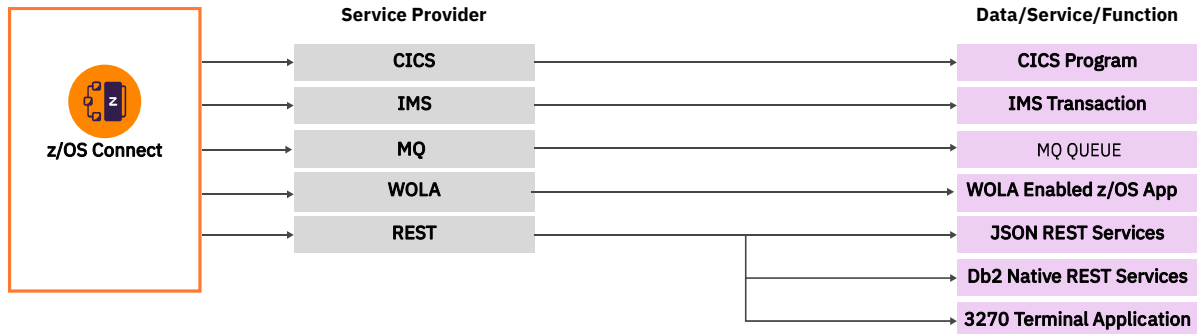 Service Provider
Data/Service/Function
z
z/OS Connect
CICS
CICS Program
IMS
IMS Transaction
MQ
MQ QUEUE
WOLA
WOLA Enabled z/OS App
REST
JSON REST Services
Db2 Native REST Services
3270 Terminal Application